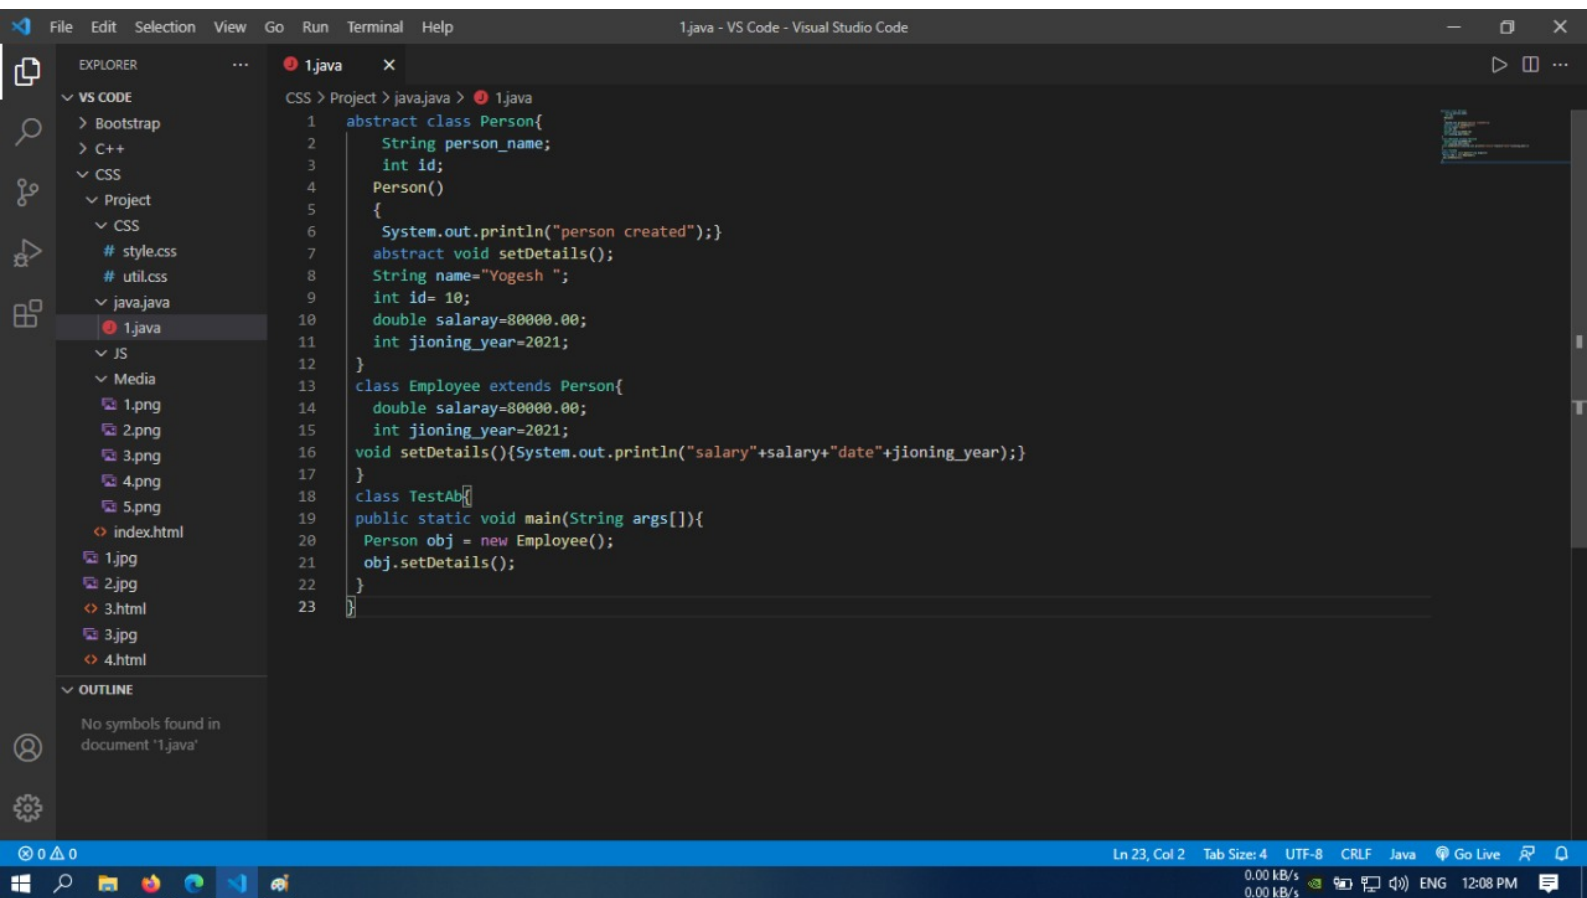 File Edit Selection View Go Run Terminal Help
1.java - VS Code - Visual Studio Code
EXPLORER
VS CODE
Bootstrap
C++
CSS
Project
CSS
# style.css
# util.css
java.java
1.java
JS
Media
1.png
2.png
3.png
4.png
5.png
index.html
1.jpg
2.jpg
3.html
3.jpg
4.html
OUTLINE
No symbols found in
document '1.java'
1.java
CSS > Project > java.java > 1.java
1 abstract class Person{
2 String person_name;
3 int id;
4 Person()
5 {
6 System.out.println("person created");}
7 abstract void setDetails();
8 String name="Yogesh ";
9 int id= 10;
10 double salaray=80000.00;
11 int jioning_year=2021;
12 }
13 class Employee extends Person{
14 double salaray=80000.00;
15 int jioning_year=2021;
16 void setDetails(){System.out.println("salary"+salary+"date"+jioning_year);}
17 }
18 class TestAb{
19 public static void main(String args[]){
20 Person obj = new Employee();
21 obj.setDetails();
22 }
23 }
0 0
Ln 23, Col 2 Tab Size: 4 UTF-8 CRLF Java Go Live
0.00 kB/s
0.00 kB/s
ENG 12:08 PM